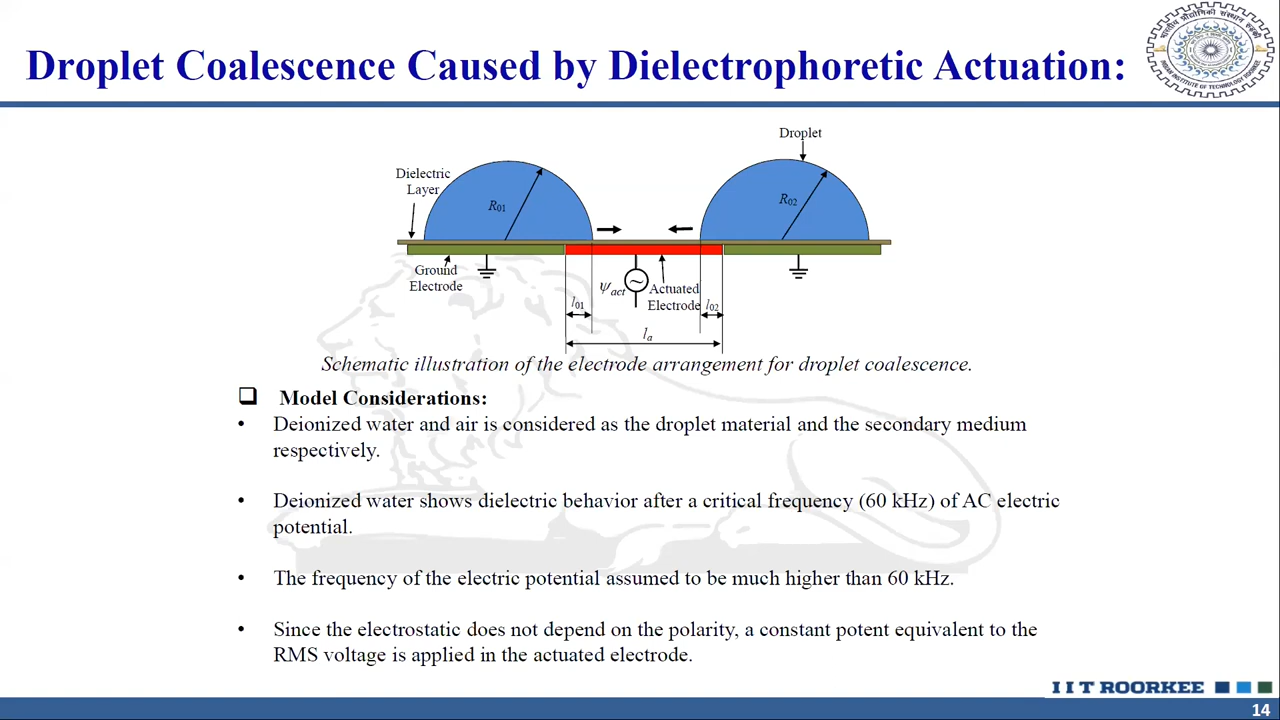 Droplet Coalescence Caused by Dielectrophoretic Actuation:
Droplet
Dielectric
Layer
R01
R02
Ground
Electrode
ψact
Actuated
Electrode
l01
l02
la
Schematic illustration of the electrode arrangement for droplet coalescence.
❑ Model Considerations:
• Deionized water and air is considered as the droplet material and the secondary medium
respectively.
• Deionized water shows dielectric behavior after a critical frequency (60 kHz) of AC electric
potential.
• The frequency of the electric potential assumed to be much higher than 60 kHz.
• Since the electrostatic does not depend on the polarity, a constant potent equivalent to the
RMS voltage is applied in the actuated electrode.
IIT ROORKEE
14